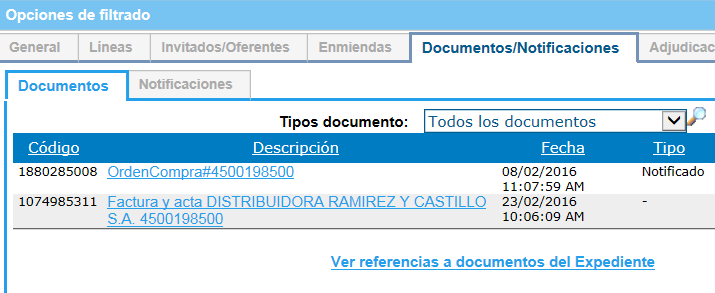 Opciones de filtrado
General Líneas Invitados/Oferentes Enmiendas Documentos/Notificaciones Adjudicac
Documentos Notificaciones
Tipos documento: Todos los documentos
Código Descripción Fecha Tipo
1880285008 OrdenCompra#4500198500 08/02/2016 Notificado
11:07:59 AM
1074985311 Factura y acta DISTRIBUIDORA RAMIREZ Y CASTILLO 23/02/2016 -
S.A. 4500198500 10:06:09 AM
Ver referencias a documentos del Expediente